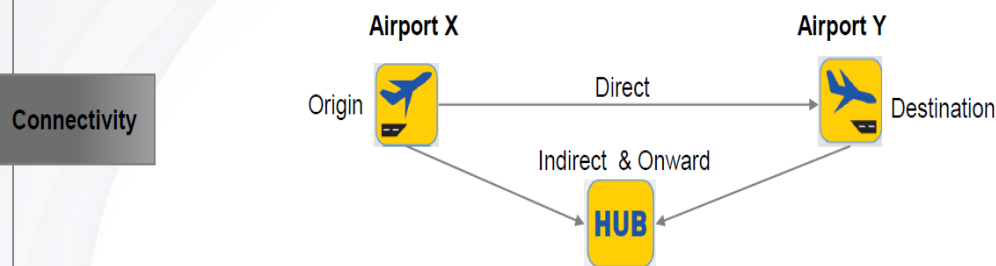 Airport X
Airport Y
Connectivity
Origin
Direct
Destination
Indirect & Onward
HUB